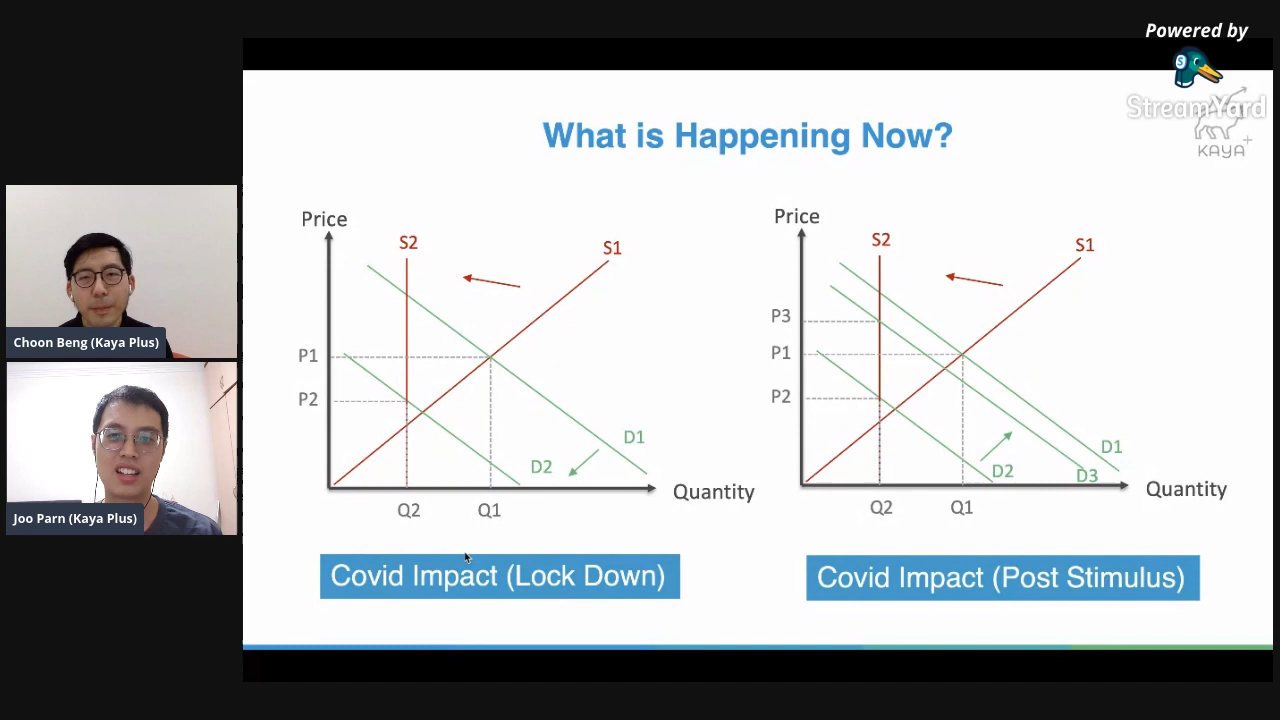 Powered by
StreamYard
KAYA+
What is Happening Now?
Price
S2
S1
P1
P2
D1
D2
Quantity
Q2
Q1
Covid Impact (Lock Down)
Price
S2
S1
P3
P1
P2
D1
D2
D3
Quantity
Q2
Q1
Covid Impact (Post Stimulus)
Choon Beng (Kaya Plus)
Joo Parn (Kaya Plus)